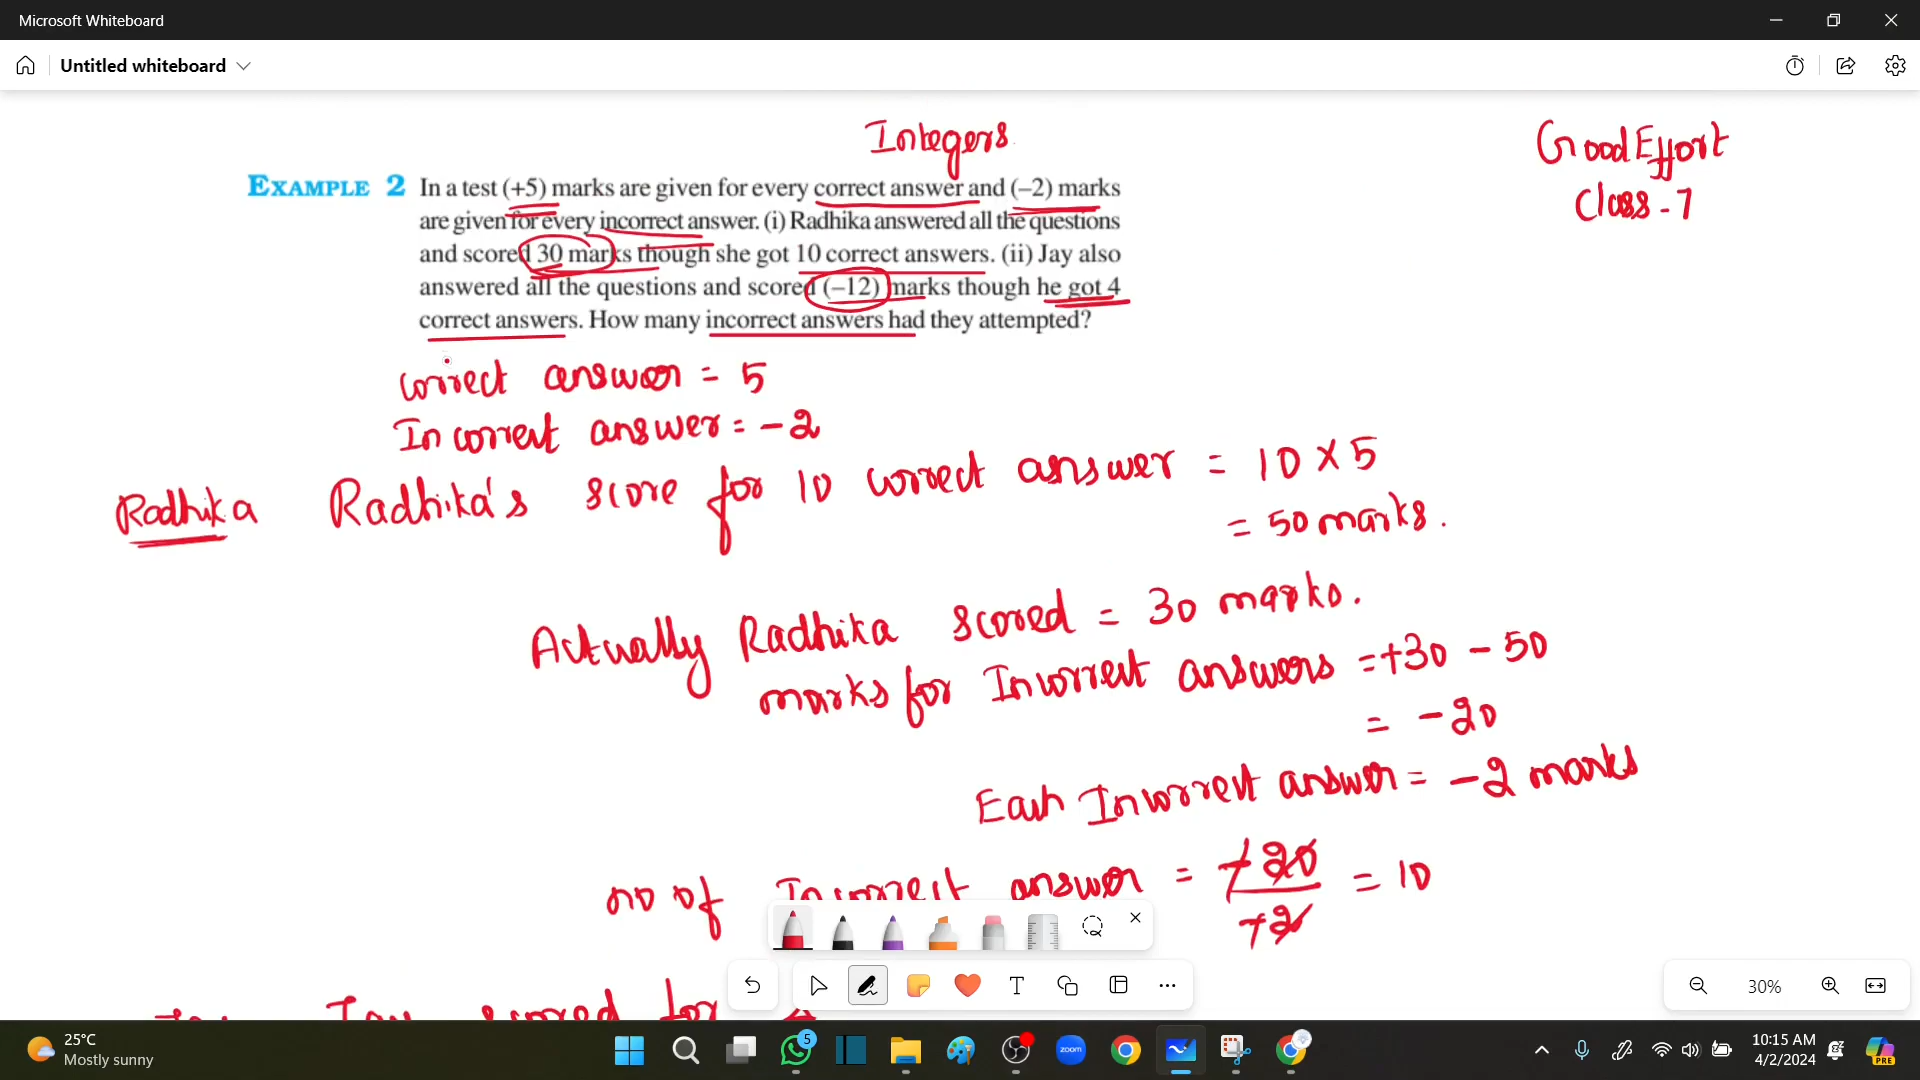 Microsoft Whiteboard
Untitled whiteboard
Integers
Good Effort
Class - 7
EXAMPLE 2 In a test (+5) marks are given for every correct answer and (–2) marks
are given for every incorrect answer. (i) Radhika answered all the questions
and scored 30 marks though she got 10 correct answers. (ii) Jay also
answered all the questions and scored (–12) marks though he got 4
correct answers. How many incorrect answers had they attempted?
correct answer = 5
Incorrect answer = -2
Radhika Radhika's score for 10 correct answer = 10 × 5
= 50 marks.
Actually Radhika scored = 30 marks.
marks for Incorrect answers = +30 - 50
= -20
Each Incorrect answer = -2 marks
no of Incorrect answer = -20/-2 = 10
Jay scored for
30%
25°C
Mostly sunny
5
zoom
10:15 AM
4/2/2024
PRE